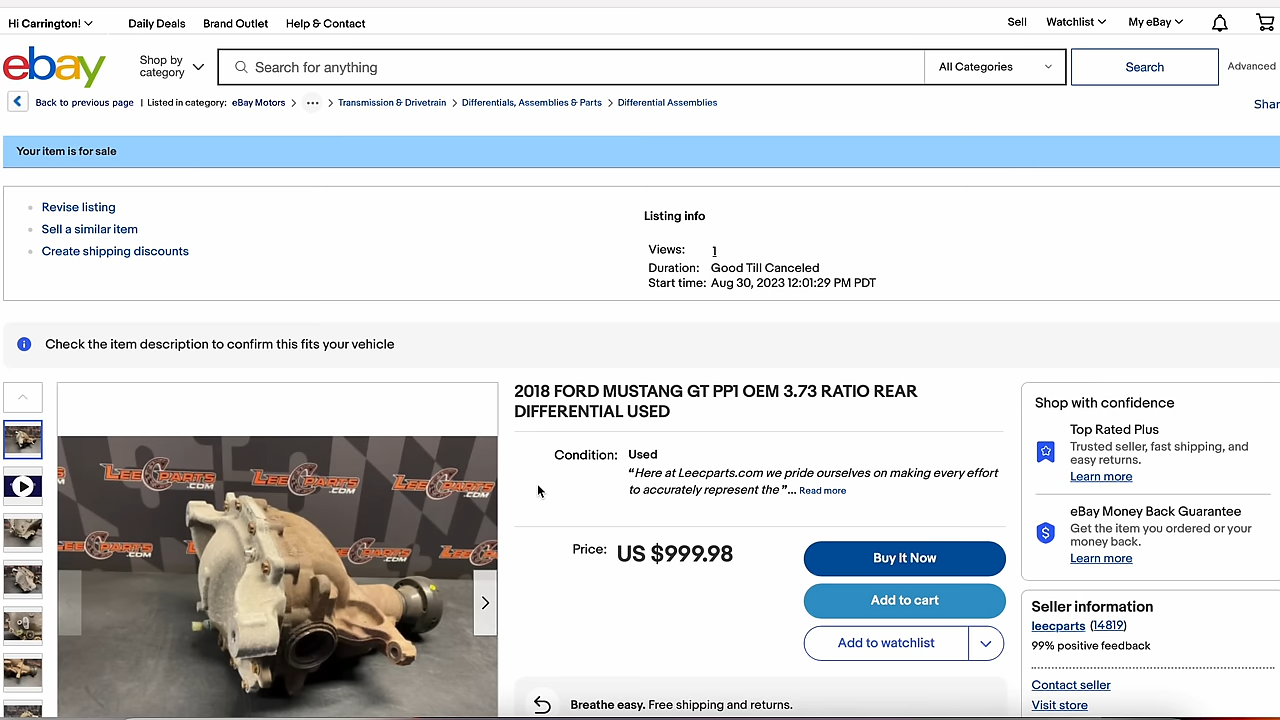 Hi Carrington!
Daily Deals
Brand Outlet
Help & Contact
Sell
Watchlist
My eBay
ebay
Shop by
category
Search for anything
All Categories
Search
Advanced
Back to previous page | Listed in category: eBay Motors > ... > Transmission & Drivetrain > Differentials, Assemblies & Parts > Differential Assemblies
Your item is for sale
Revise listing
Sell a similar item
Create shipping discounts
Listing info
Views: 1
Duration: Good Till Canceled
Start time: Aug 30, 2023 12:01:29 PM PDT
Check the item description to confirm this fits your vehicle
LEECPARTS.COM
LEECPARTS.COM
LEECPARTS.COM
2018 FORD MUSTANG GT PP1 OEM 3.73 RATIO REAR
DIFFERENTIAL USED
Condition: Used
"Here at Leecparts.com we pride ourselves on making every effort
to accurately represent the "... Read more
Price: US $999.98
Buy It Now
Add to cart
Add to watchlist
Breathe easy. Free shipping and returns.
Shop with confidence
Top Rated Plus
Trusted seller, fast shipping, and
easy returns.
Learn more
eBay Money Back Guarantee
Get the item you ordered or your
money back.
Learn more
Seller information
leecparts (14819)
99% positive feedback
Contact seller
Visit store